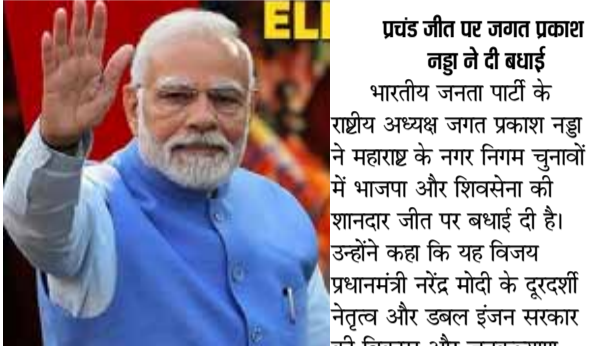 EL
प्रचंड जीत पर जगत प्रकाश
नड्डा ने दी बधाई
भारतीय जनता पार्टी के
राष्ट्रीय अध्यक्ष जगत प्रकाश नड्डा
ने महाराष्ट्र के नगर निगम चुनावों
में भाजपा और शिवसेना की
शानदार जीत पर बधाई दी है।
उन्होंने कहा कि यह विजय
प्रधानमंत्री नरेंद्र मोदी के दूरदर्शी
नेतृत्व और डबल इंजन सरकार